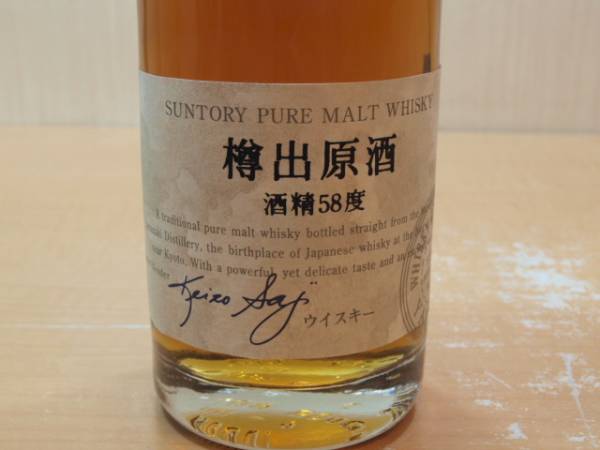 SUNTORY PURE MALT WHISKY
樽出原酒
酒精58度
A traditional pure malt whisky bottled straight from the
Distillery, the birthplace of Japanese whisky at the
near Kyoto. With a powerful, yet delicate taste and
Keizo Saji
ウイスキー